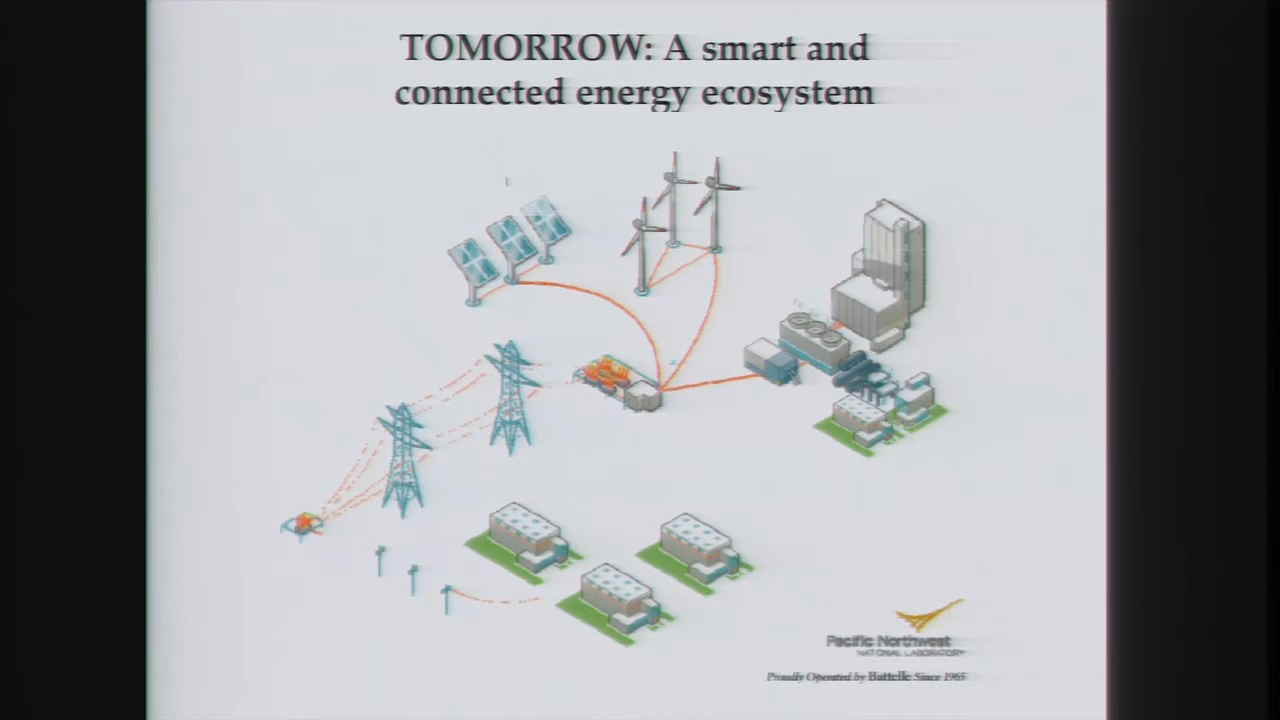 TOMORROW: A smart and
connected energy ecosystem
Pacific Northwest
NATIONAL LABORATORY
Proudly Operated by Battelle Since 1965